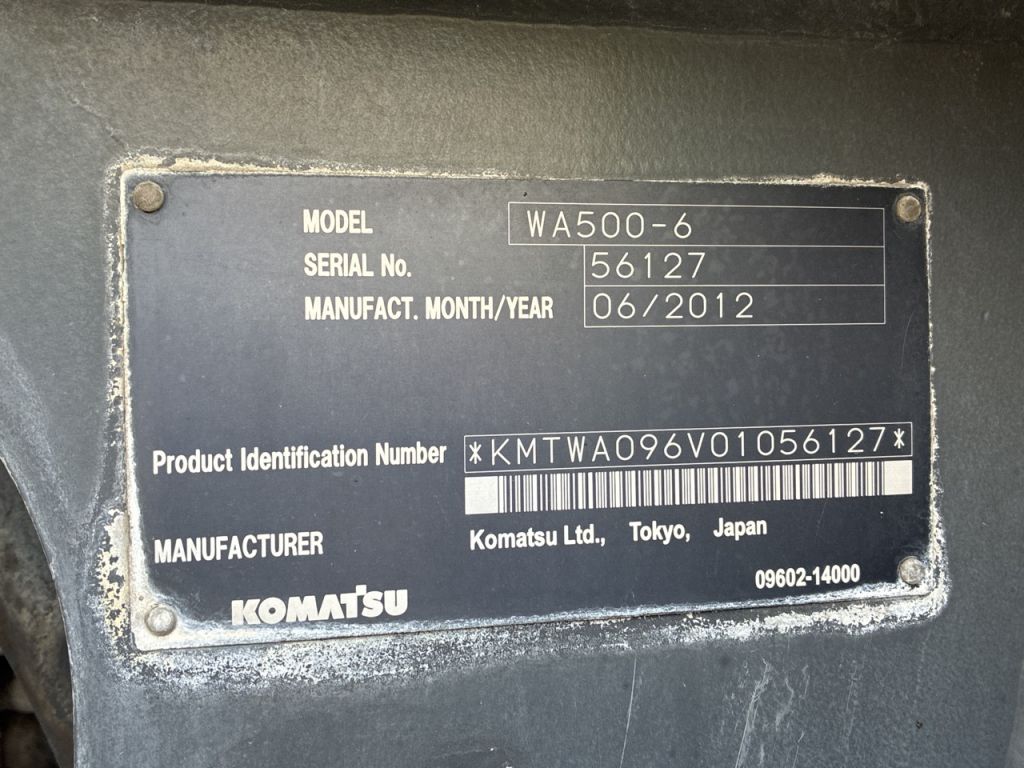 MODEL WA500-6
SERIAL No. 56127
MANUFACT. MONTH/YEAR 06/2012
Product Identification Number *KMTWA096V01056127*
MANUFACTURER Komatsu Ltd., Tokyo, Japan
09602-14000
KOMATSU